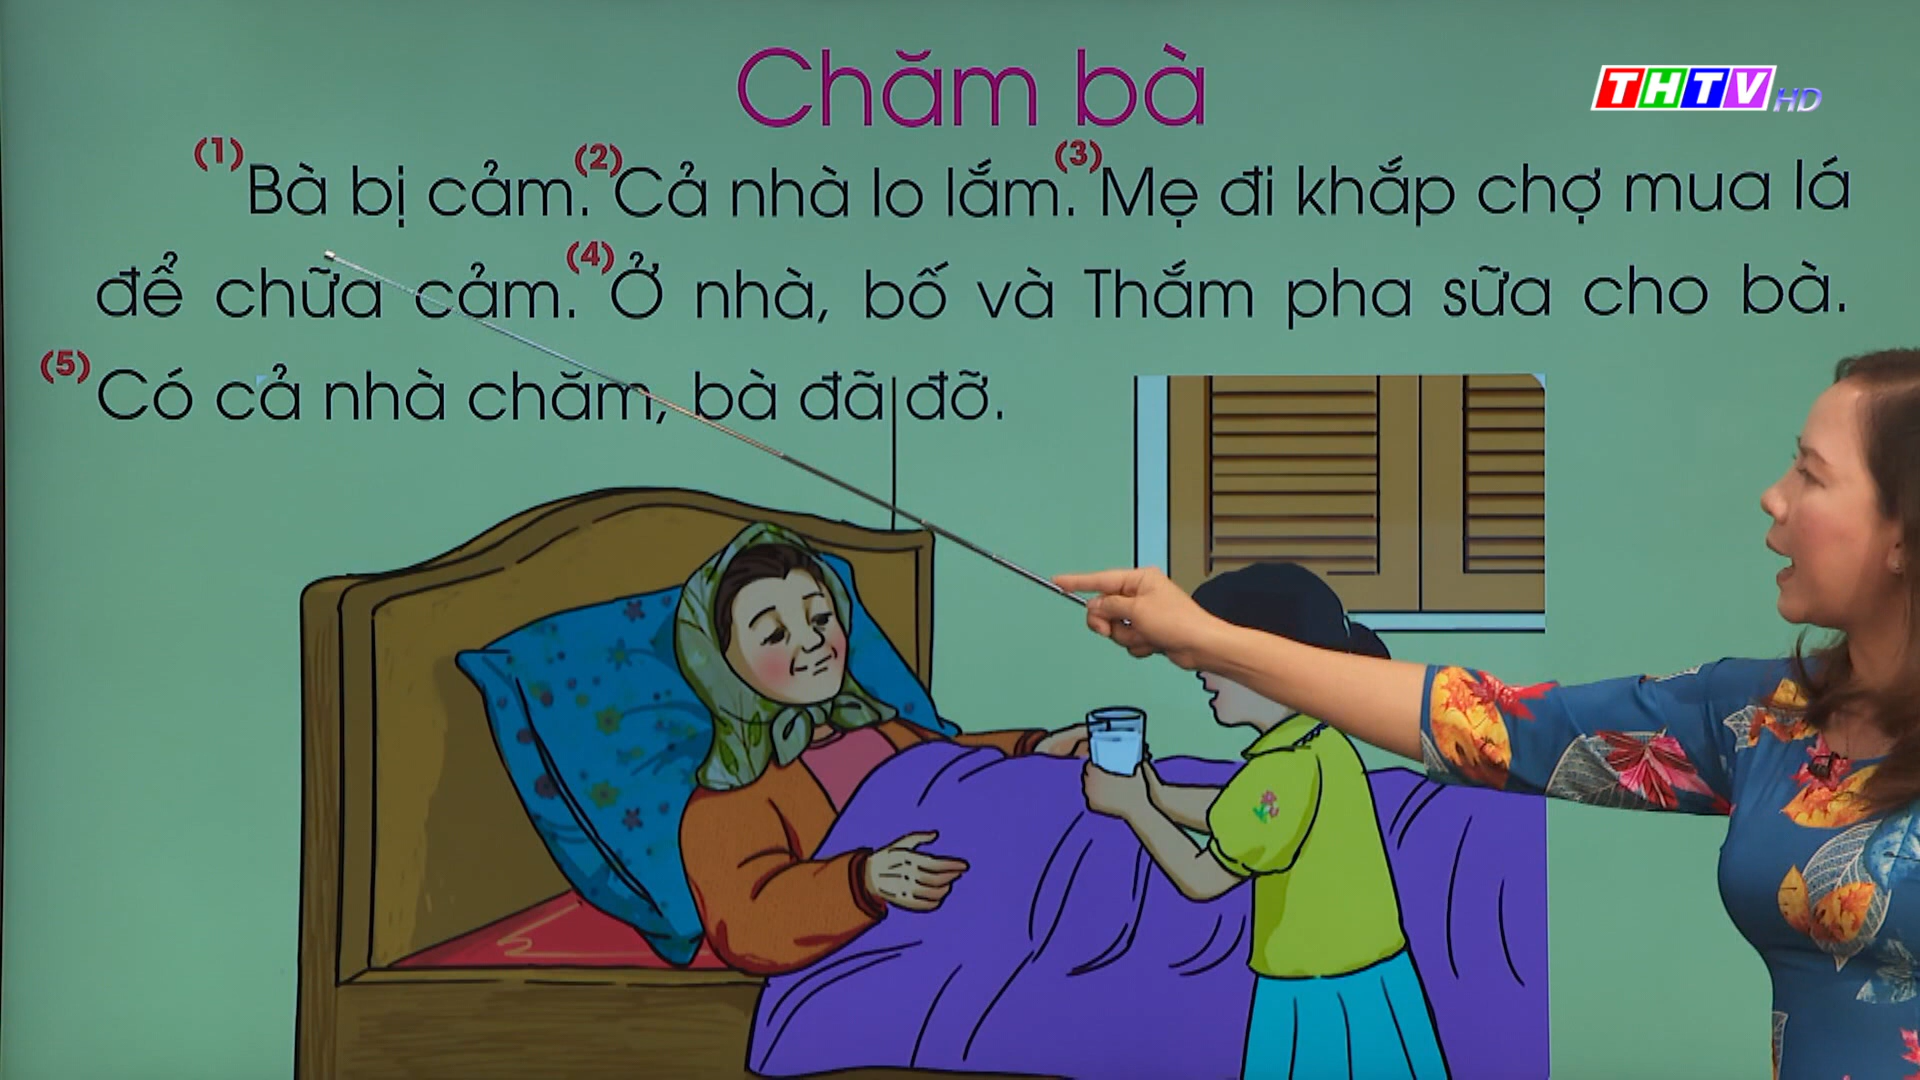 Chăm bà
THTV HD
(1) Bà bị cảm. (2) Cả nhà lo lắm. (3) Mẹ đi khắp chợ mua lá
để chữa cảm. (4) Ở nhà, bố và Thắm pha sữa cho bà.
(5) Có cả nhà chăm, bà đã đỡ.